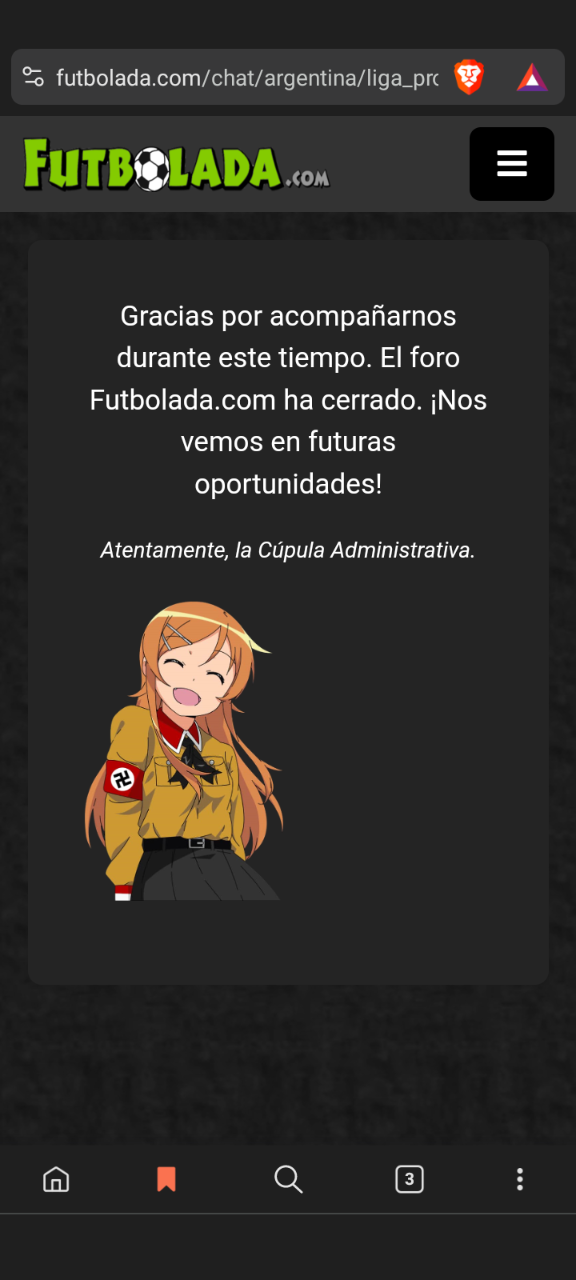 futbolada.com/chat/argentina/liga_pro
FUTBOLADA.COM
Gracias por acompañarnos
durante este tiempo. El foro
Futbolada.com ha cerrado. ¡Nos
vemos en futuras
oportunidades!
Atentamente, la Cúpula Administrativa.
3